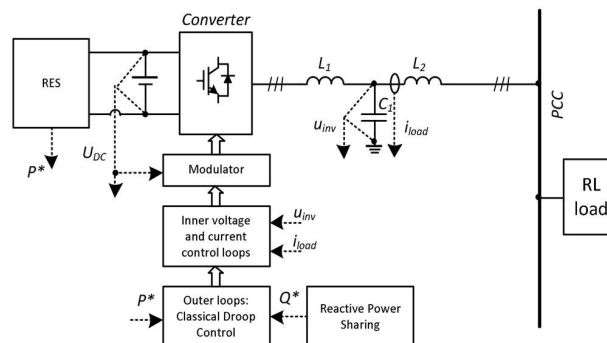 Converter
RES
L1
L2
C1
PCC
uinv
iload
UDC
P*
Modulator
RL
load
Inner voltage
and current
control loops
uinv
iload
P*
Outer loops:
Classical Droop
Control
Q*
Reactive Power
Sharing